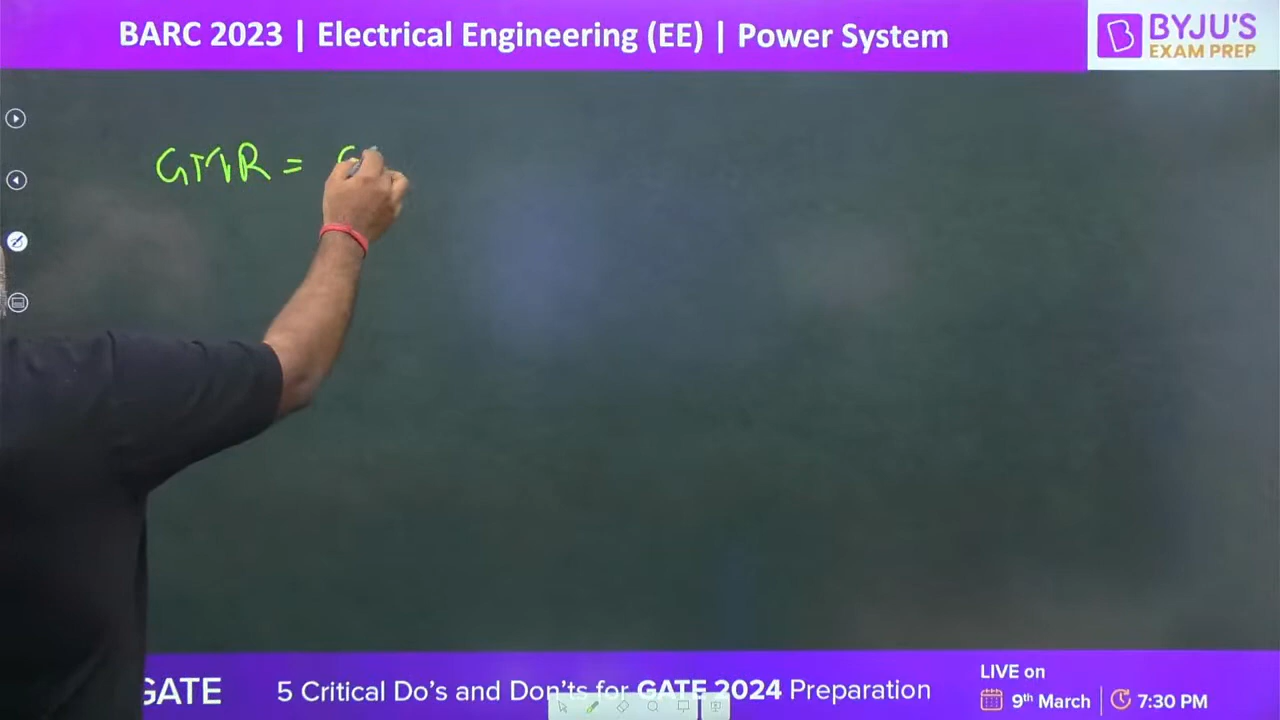 BARC 2023 | Electrical Engineering (EE) | Power System
BYJU'S
EXAM PREP
GMR =
GATE
5 Critical Do's and Don'ts for GATE 2024 Preparation
LIVE on
9th March | 7:30 PM